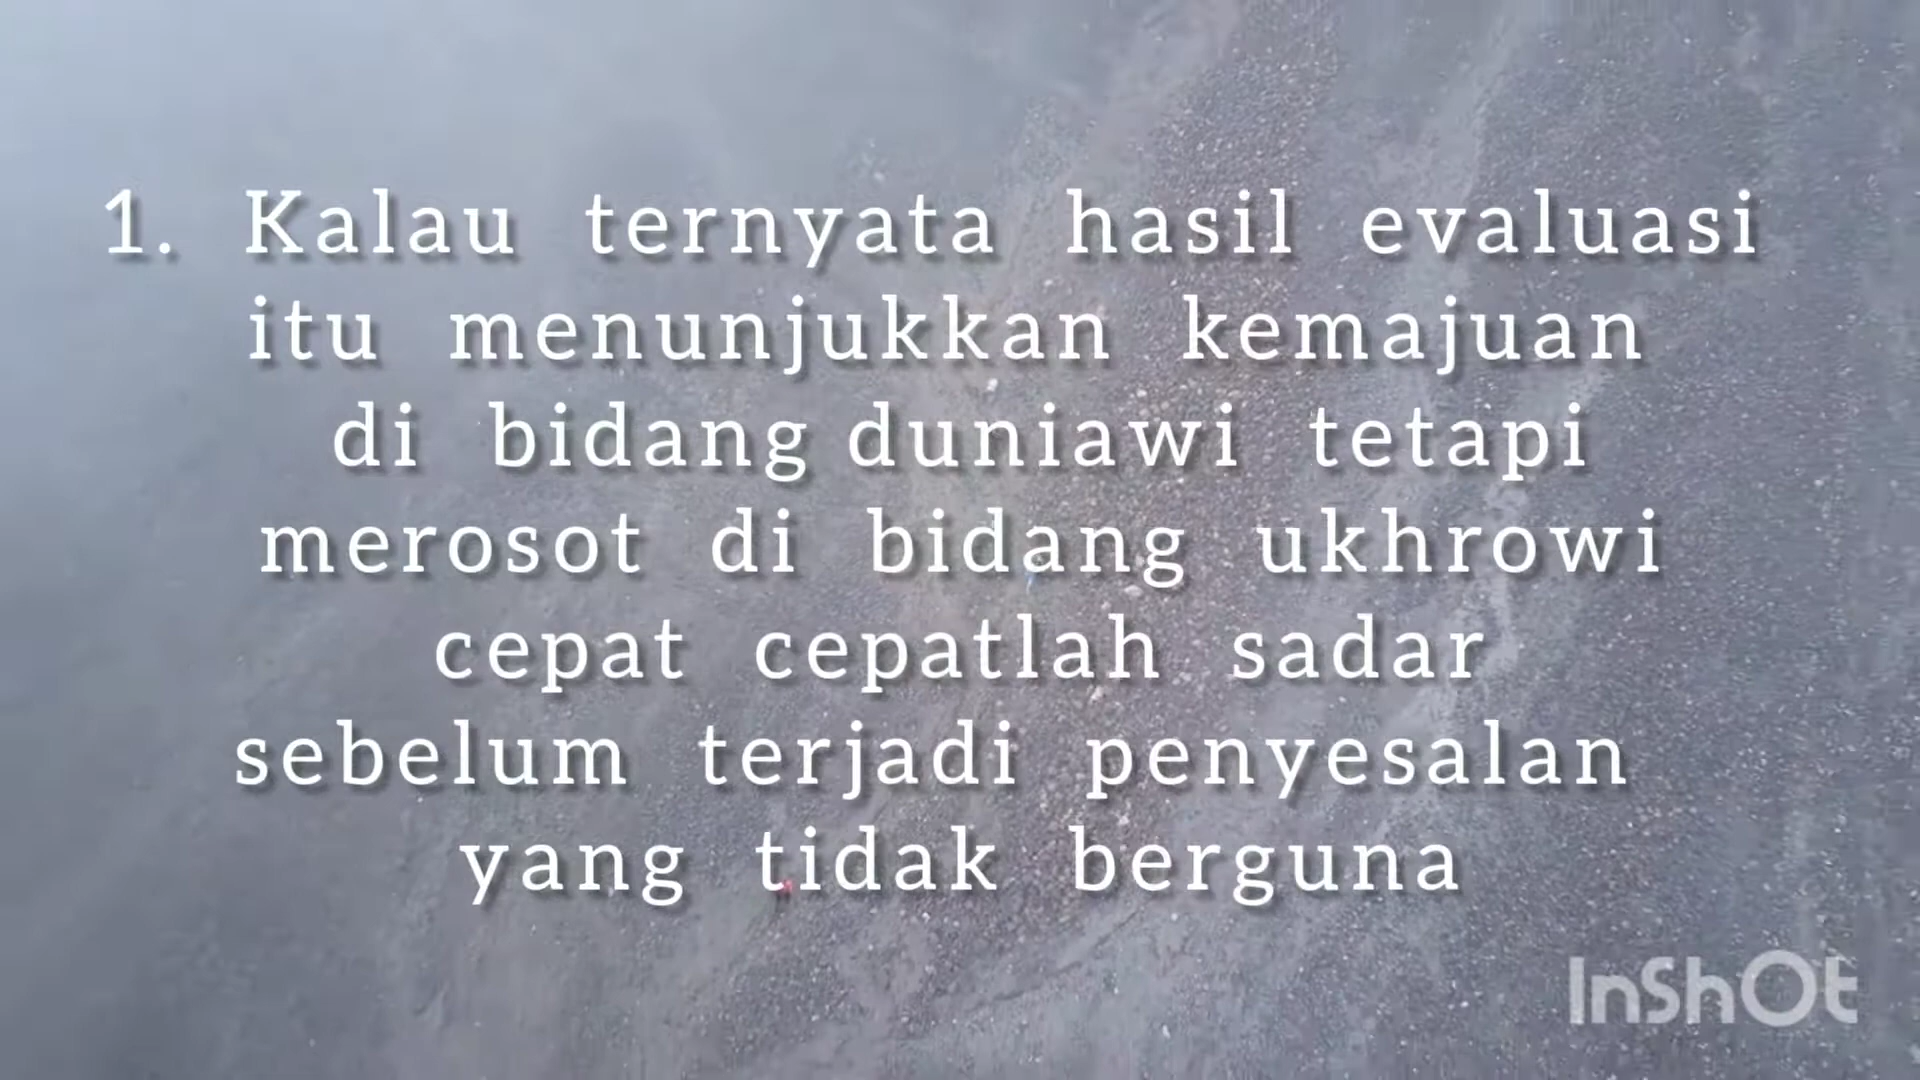 1. Kalau ternyata hasil evaluasi
itu menunjukkan kemajuan
di bidang duniawi tetapi
merosot di bidang ukhrowi
cepat cepatlah sadar
sebelum terjadi penyesalan
yang tidak berguna
InShOt